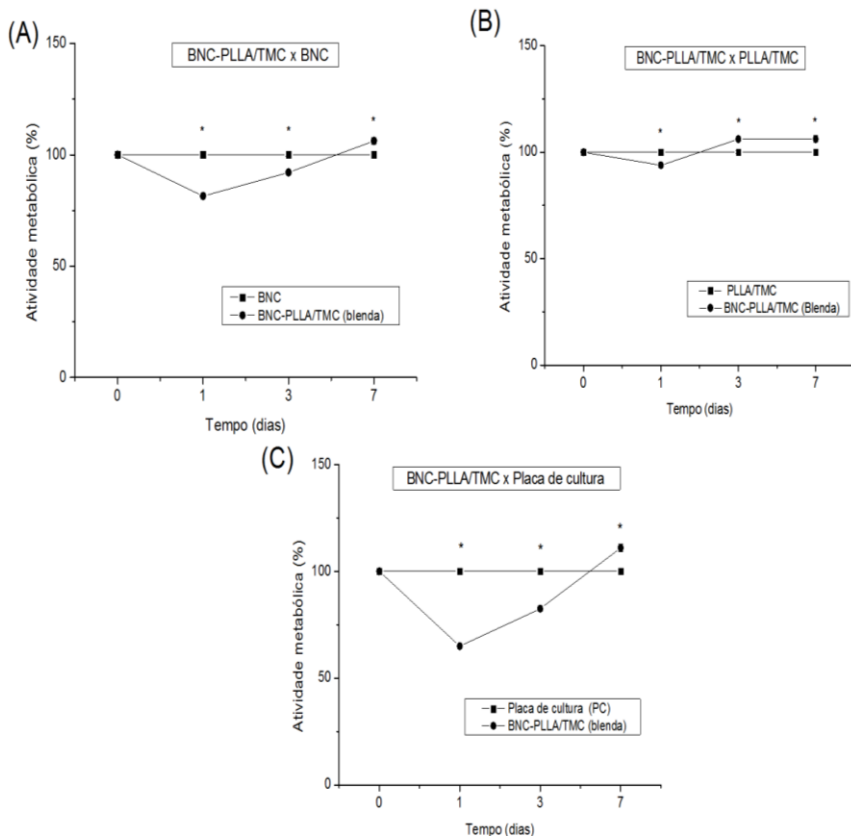 (A)
BNC-PLLA/TMC x BNC
Atividade metabólica (%)
150
100
50
0
* * *
BNC
BNC-PLLA/TMC (blenda)
0 1 3 7
Tempo (dias)
(B)
BNC-PLLA/TMC x PLLA/TMC
Atividade metabólica (%)
150
100
50
0
* * *
PLLA/TMC
BNC-PLLA/TMC (Blenda)
0 1 3 7
Tempo (dias)
(C)
BNC-PLLA/TMC x Placa de cultura
Atividade metabólica (%)
150
100
50
0
* * *
Placa de cultura (PC)
BNC-PLLA/TMC (blenda)
0 1 3 7
Tempo (dias)